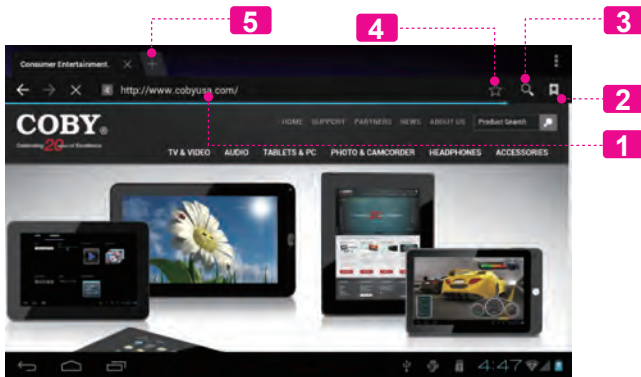 5
4
3
Consumer Entertainment.
http://www.cobyusa.com/
2
COBY®
HOME SUPPORT PARTNERS NEWS ABOUT US Product Search
1
Celebrating 20 years of Excellence
TV & VIDEO AUDIO TABLETS & PC PHOTO & CAMCORDER HEADPHONES ACCESSORIES
4:47